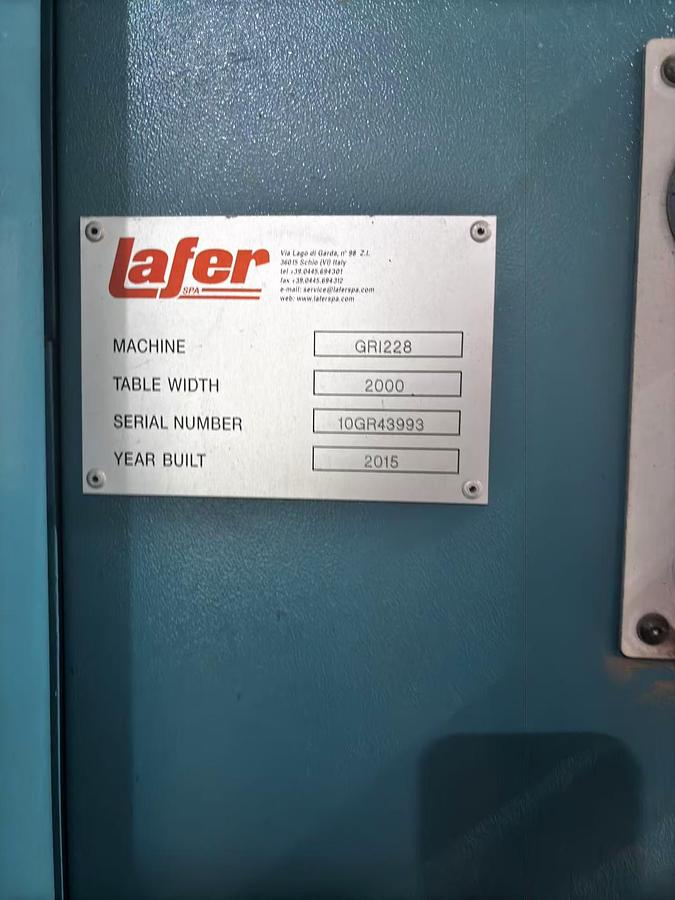 lafer
SPA
Via Lago di Garda, n° 98 Z.I.
36015 Schio (VI) Italy
tel +39.0445.694301
fax +39.0445.694312
e-mail: service@laferspa.com
web: www.laferspa.com
MACHINE GRI228
TABLE WIDTH 2000
SERIAL NUMBER 10GR43993
YEAR BUILT 2015